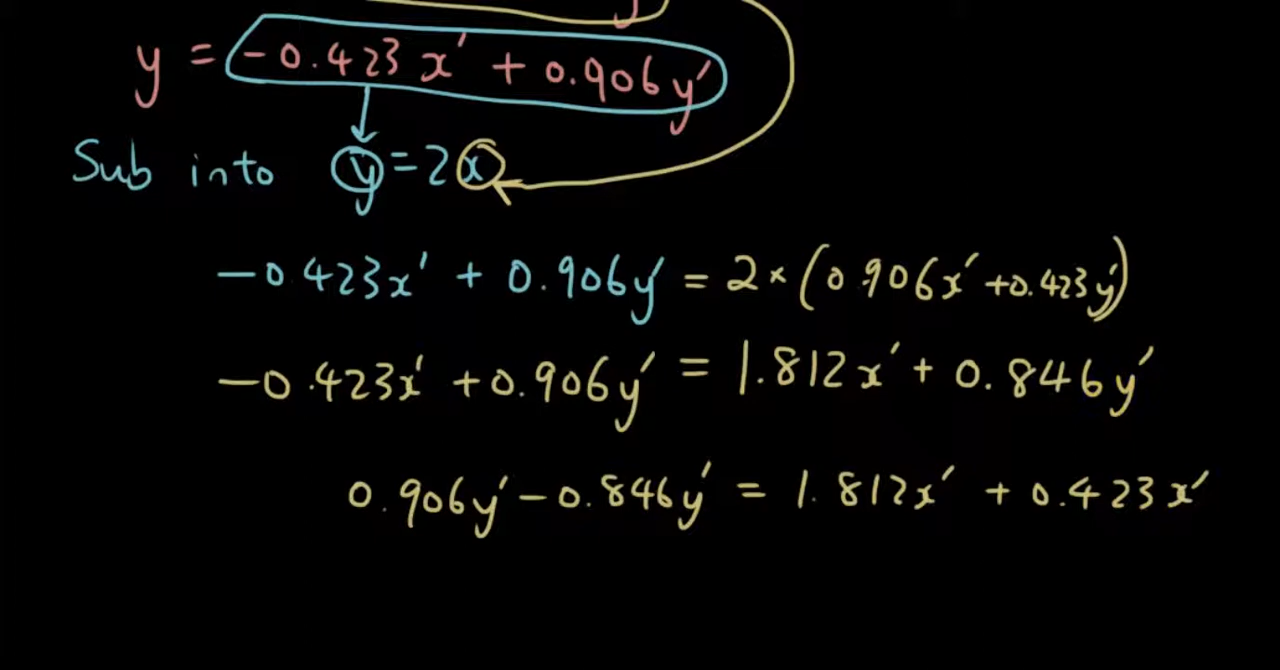 y = -0.423x' + 0.906y'
Sub into y = 2x
-0.423x' + 0.906y' = 2×(0.906x' + 0.423y')
-0.423x' + 0.906y' = 1.812x' + 0.846y'
0.906y' - 0.846y' = 1.812x' + 0.423x'